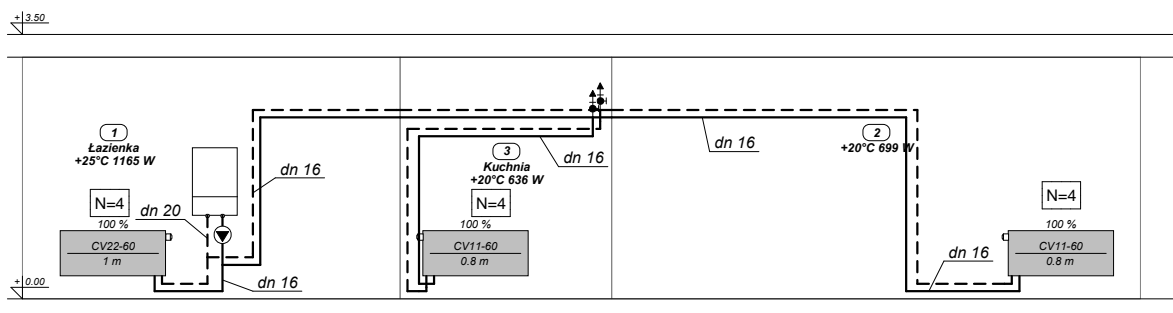 + 3.50
1
Łazienka
+25°C 1165 W
N=4
100 %
CV22-60
1 m
dn 20
dn 16
dn 16
3
Kuchnia
+20°C 636 W
N=4
100 %
CV11-60
0.8 m
dn 16
dn 16
2
+20°C 699 W
N=4
100 %
CV11-60
0.8 m
dn 16
+ 0.00